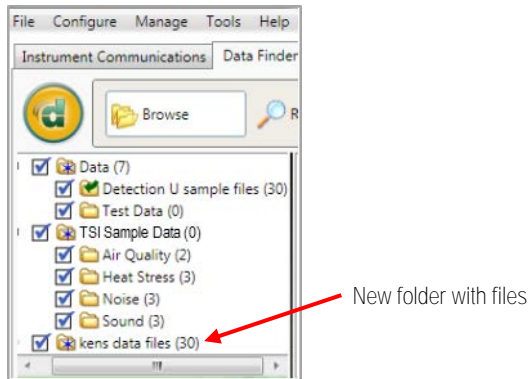 File Configure Manage Tools Help
Instrument Communications Data Finder
d Browse R
Data (7)
Detection U sample files (30)
Test Data (0)
TSI Sample Data (0)
Air Quality (2)
Heat Stress (3)
Noise (3)
Sound (3)
kens data files (30)
New folder with files